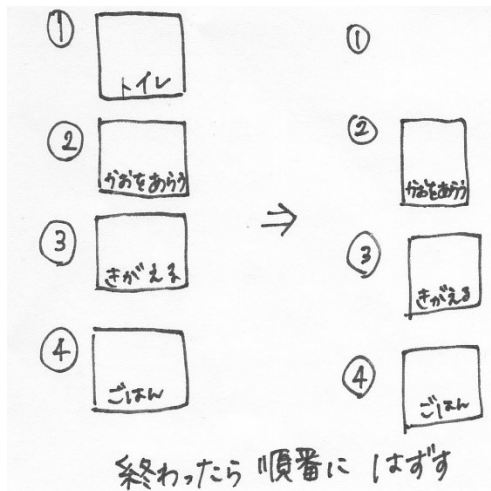 ① トイレ
② かおをあらう
③ きがえる
④ ごはん
⇒
①
② かおをあらう
③ きがえる
④ ごはん
終わったら順番にはずす